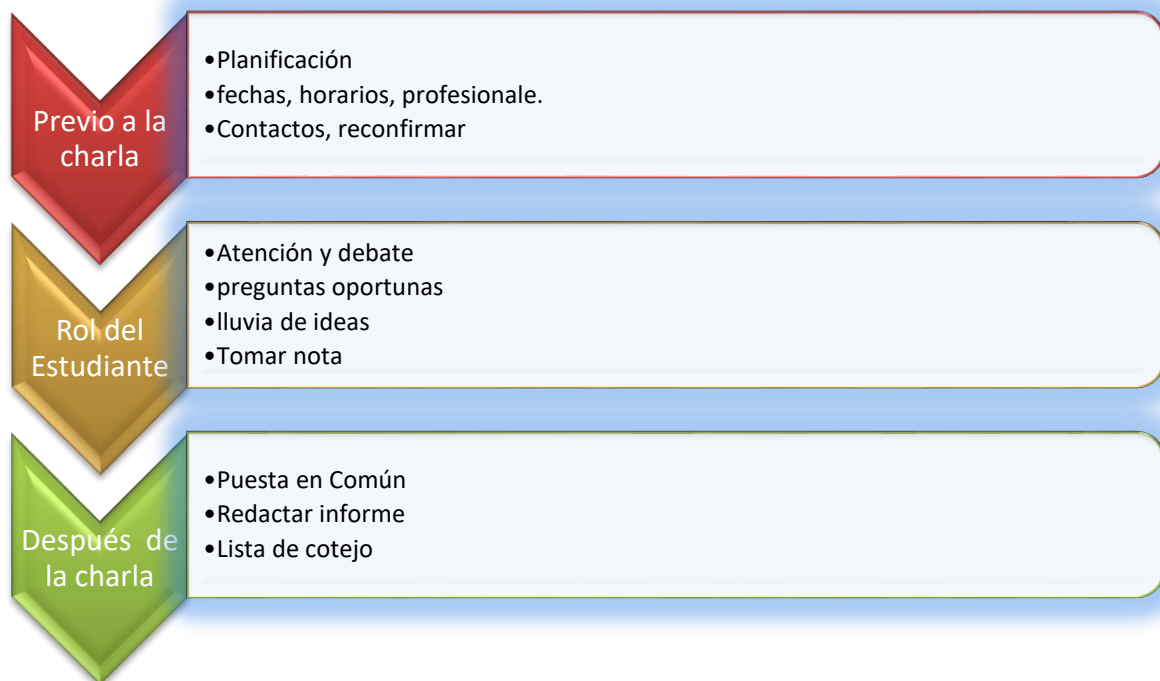 Previo a la
charla
•Planificación
•fechas, horarios, profesionale.
•Contactos, reconfirmar
Rol del
Estudiante
•Atención y debate
•preguntas oportunas
•lluvia de ideas
•Tomar nota
Después  de
la charla
•Puesta en Común
•Redactar informe
•Lista de cotejo